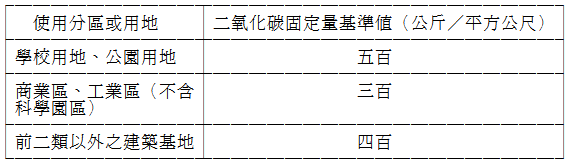 使用分區或用地 二氧化碳固定量基準值（公斤／平方公尺）
學校用地、公園用地 五百
商業區、工業區（不含科學園區） 三百
前二類以外之建築基地 四百